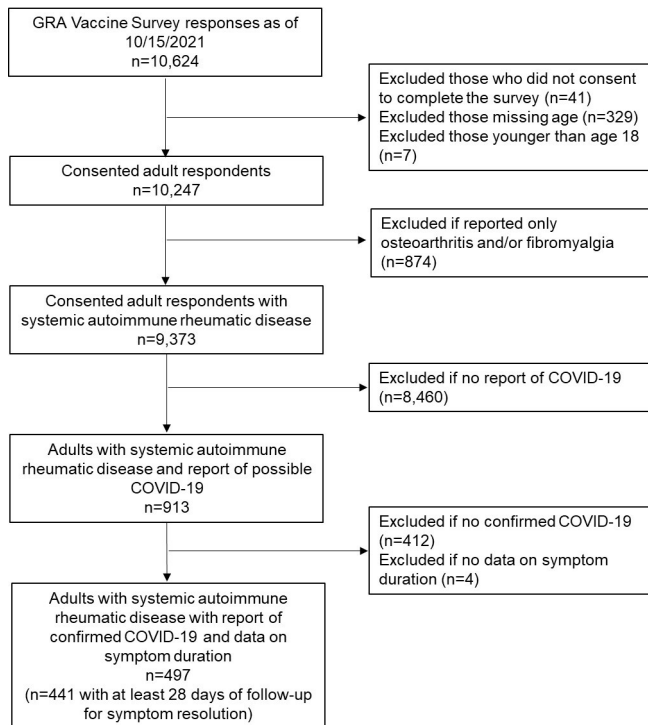 GRA Vaccine Survey responses as of
10/15/2021
n=10,624
Excluded those who did not consent
to complete the survey (n=41)
Excluded those missing age (n=329)
Excluded those younger than age 18
(n=7)
Consented adult respondents
n=10,247
Excluded if reported only
osteoarthritis and/or fibromyalgia
(n=874)
Consented adult respondents with
systemic autoimmune rheumatic disease
n=9,373
Excluded if no report of COVID-19
(n=8,460)
Adults with systemic autoimmune
rheumatic disease and report of possible
COVID-19
n=913
Excluded if no confirmed COVID-19
(n=412)
Excluded if no data on symptom
duration (n=4)
Adults with systemic autoimmune
rheumatic disease with report of
confirmed COVID-19 and data on
symptom duration
n=497
(n=441 with at least 28 days of follow-up
for symptom resolution)